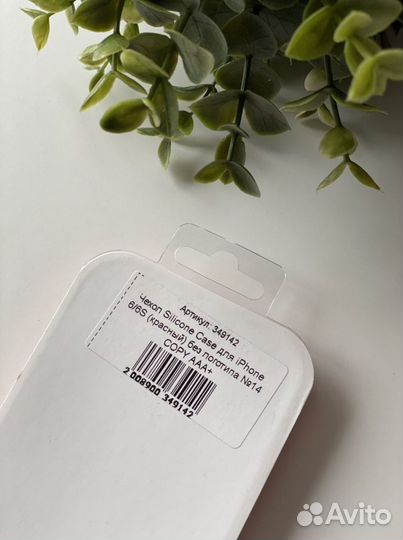 Артикул: 349142
Чехол Silicone Case для iPhone
6/6S (красный) без логотипа №14
COPY AAA+
2 008900 349142
Avito